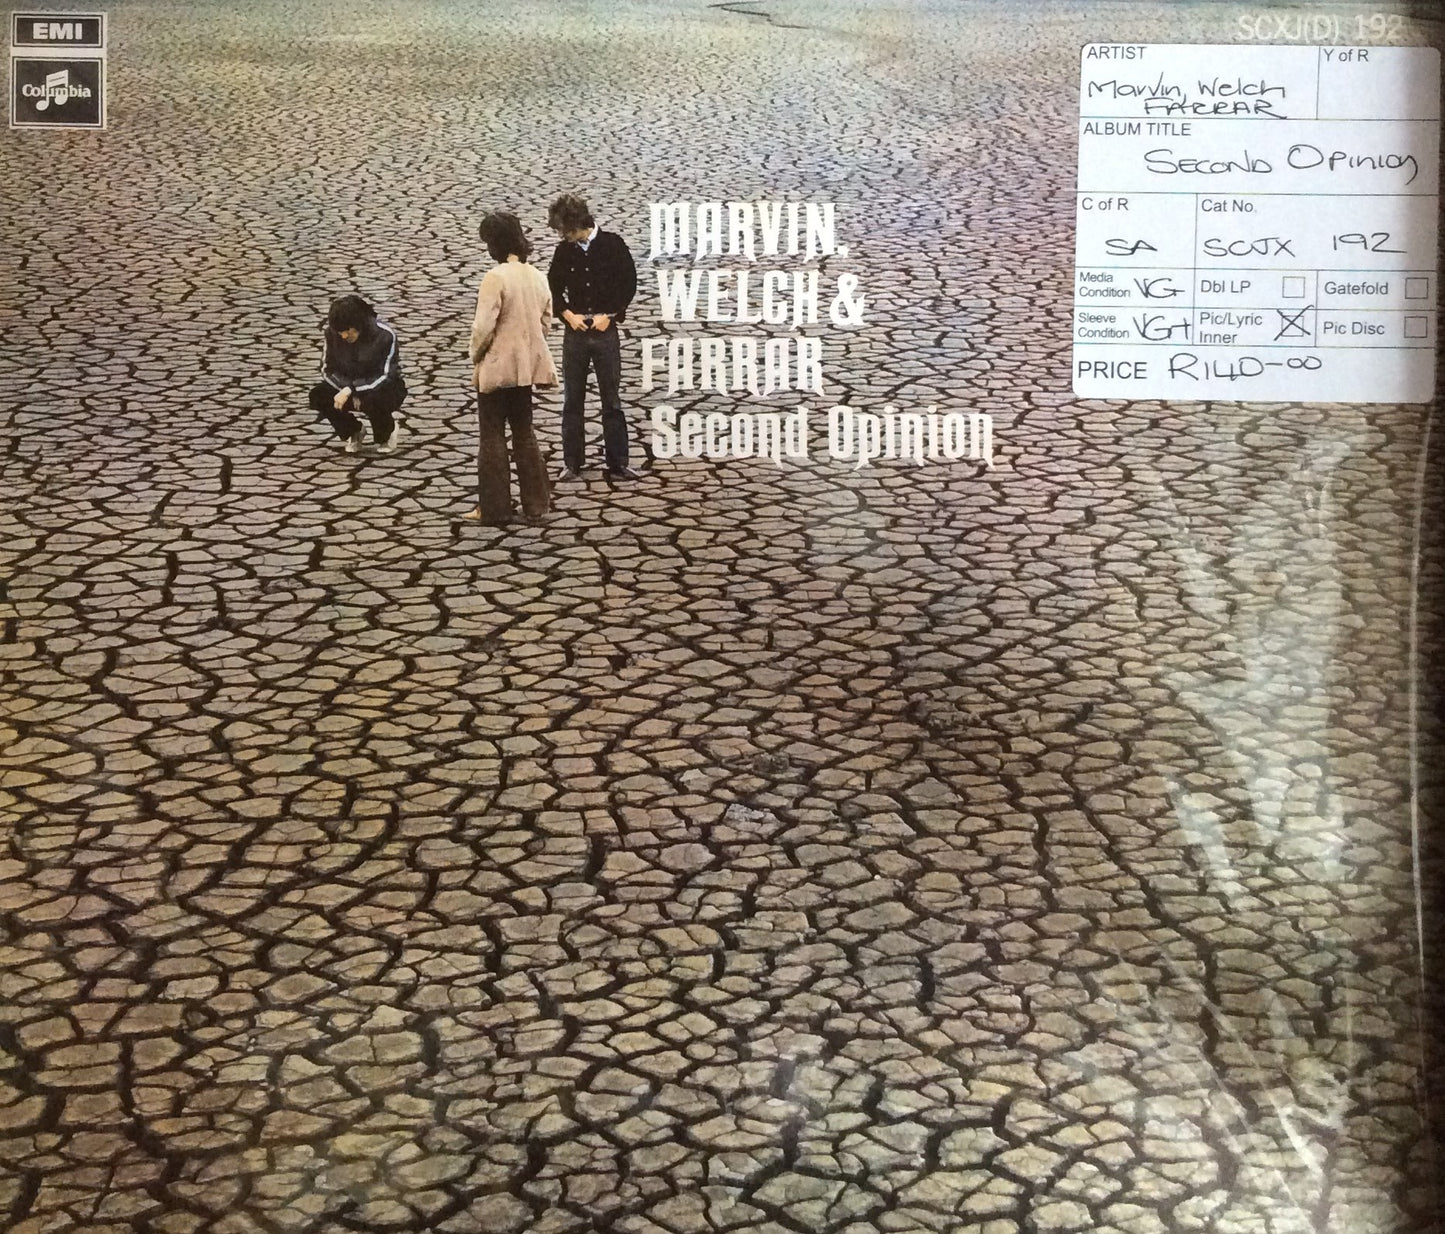 EMI
Columbia
SCXJ(D) 192
MARVIN,
WELCH &
FARRAR
Second Opinion
ARTIST
Y of R
Marvin, Welch
FARRAR
ALBUM TITLE
SECOND OPINION
C of R
Cat No.
SA
SCJX 192
Media
Condition VG
Dbl LP
Gatefold
Sleeve
Condition VG+
Pic/Lyric
Inner
Pic Disc
PRICE R140-00